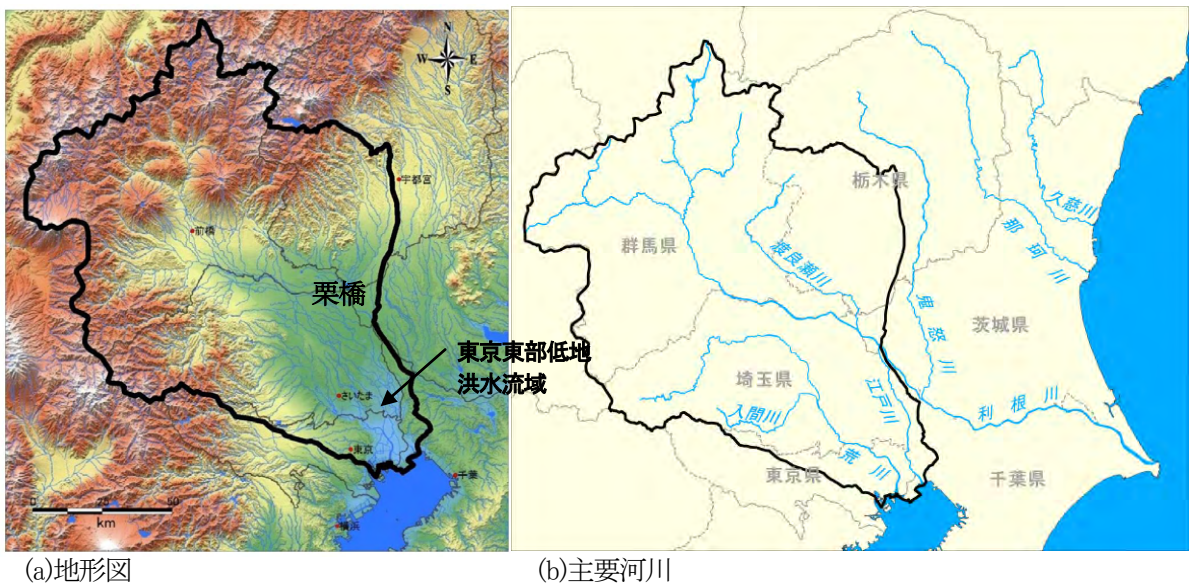 N
W E
S
宇都宮
前橋
栗橋
東京東部低地
洪水流域
さいたま
東京
千葉
横浜
0 25 50
km
(a)地形図
栃木県
久慈川
那珂川
群馬県
渡良瀬川
鬼怒川
茨城県
埼玉県
江戸川
利根川
入間川
荒川
東京県
千葉県
(b)主要河川